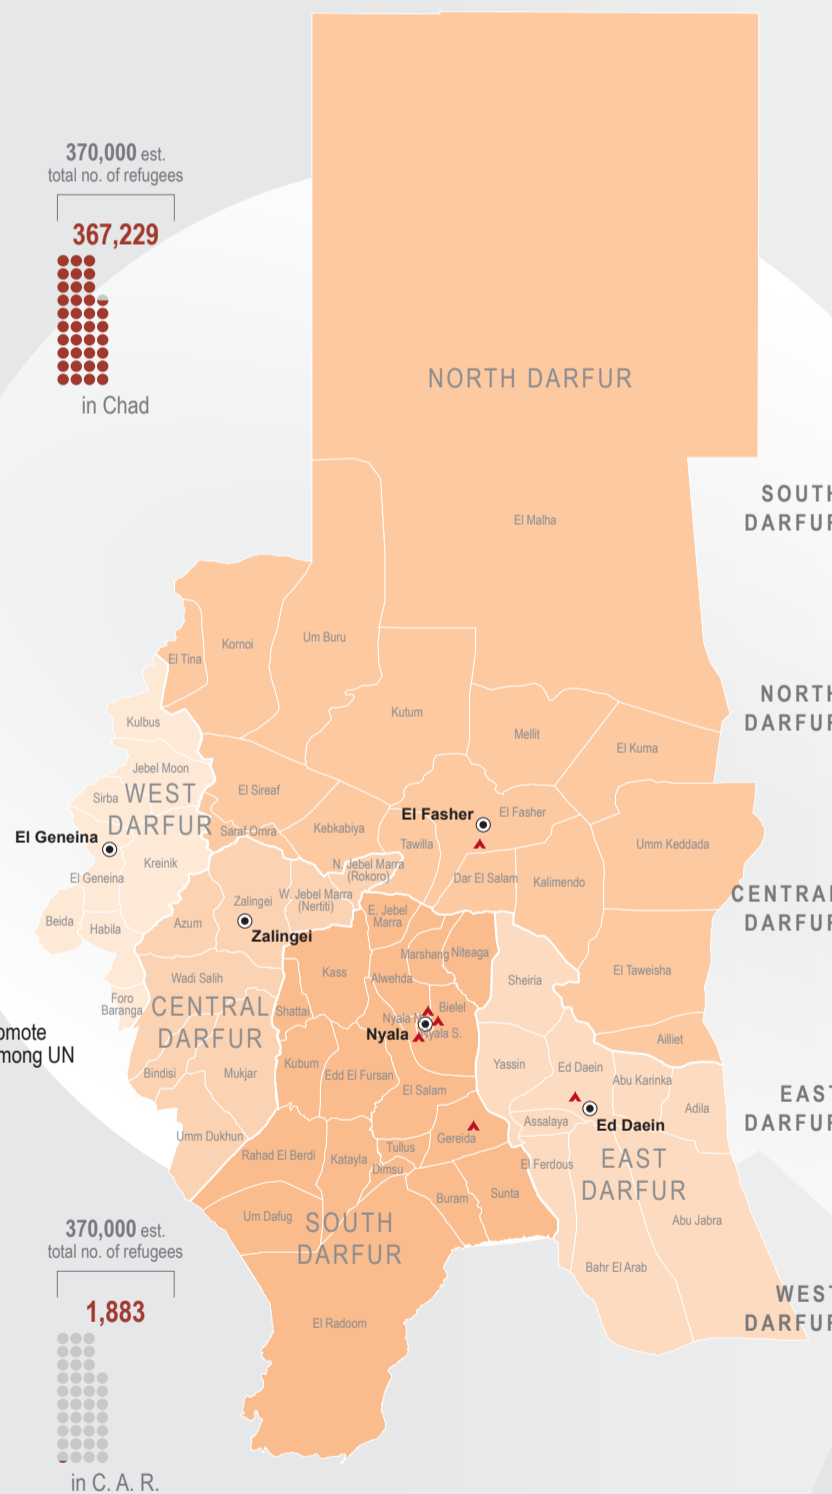 370,000 est.
total no. of refugees
367,229
in Chad
NORTH DARFUR
SOUTH
DARFUR
El Malha
Um Buru
Kornoi
El Tina
Kutum
NORTH
DARFUR
Kulbus
Mellit
El Kuma
Jebel Moon
El Sireaf
Sirba
WEST
DARFUR
El Fasher
El Fasher
Saraf Omra
Kebkabiya
El Geneina
Tawilla
Umm Keddada
Kreinik
N. Jebel Marra
(Rokoro)
El Geneina
Dar El Salam
Kalimendo
W. Jebel Marra
(Nertiti)
Zalingei
CENTRAL
DARFUR
E. Jebel
Marra
Beida
Habila
Azum
Zalingei
Marshang
Niteaga
Kass
Alwehda
El Taweisha
Wadi Salih
Sheiria
Foro
Baranga
CENTRAL
DARFUR
Shattai
Bielel
Nyala N.
Nyala
Nyala S.
omote
mong UN
Ailliet
Kubum
Yassin
Ed Daein
Bindisi
Mukjar
Edd El Fursan
Abu Karinka
El Salam
EAST
DARFUR
Adila
Assalaya
Ed Daein
Umm Dukhun
Gereida
Tullus
Rahad El Berdi
Katayla
Dimsu
El Ferdous
EAST
DARFUR
Buram
Sunta
Um Dafug
SOUTH
DARFUR
Abu Jabra
370,000 est.
total no. of refugees
Bahr El Arab
1,883
WEST
DARFUR
El Radoom
in C. A. R.